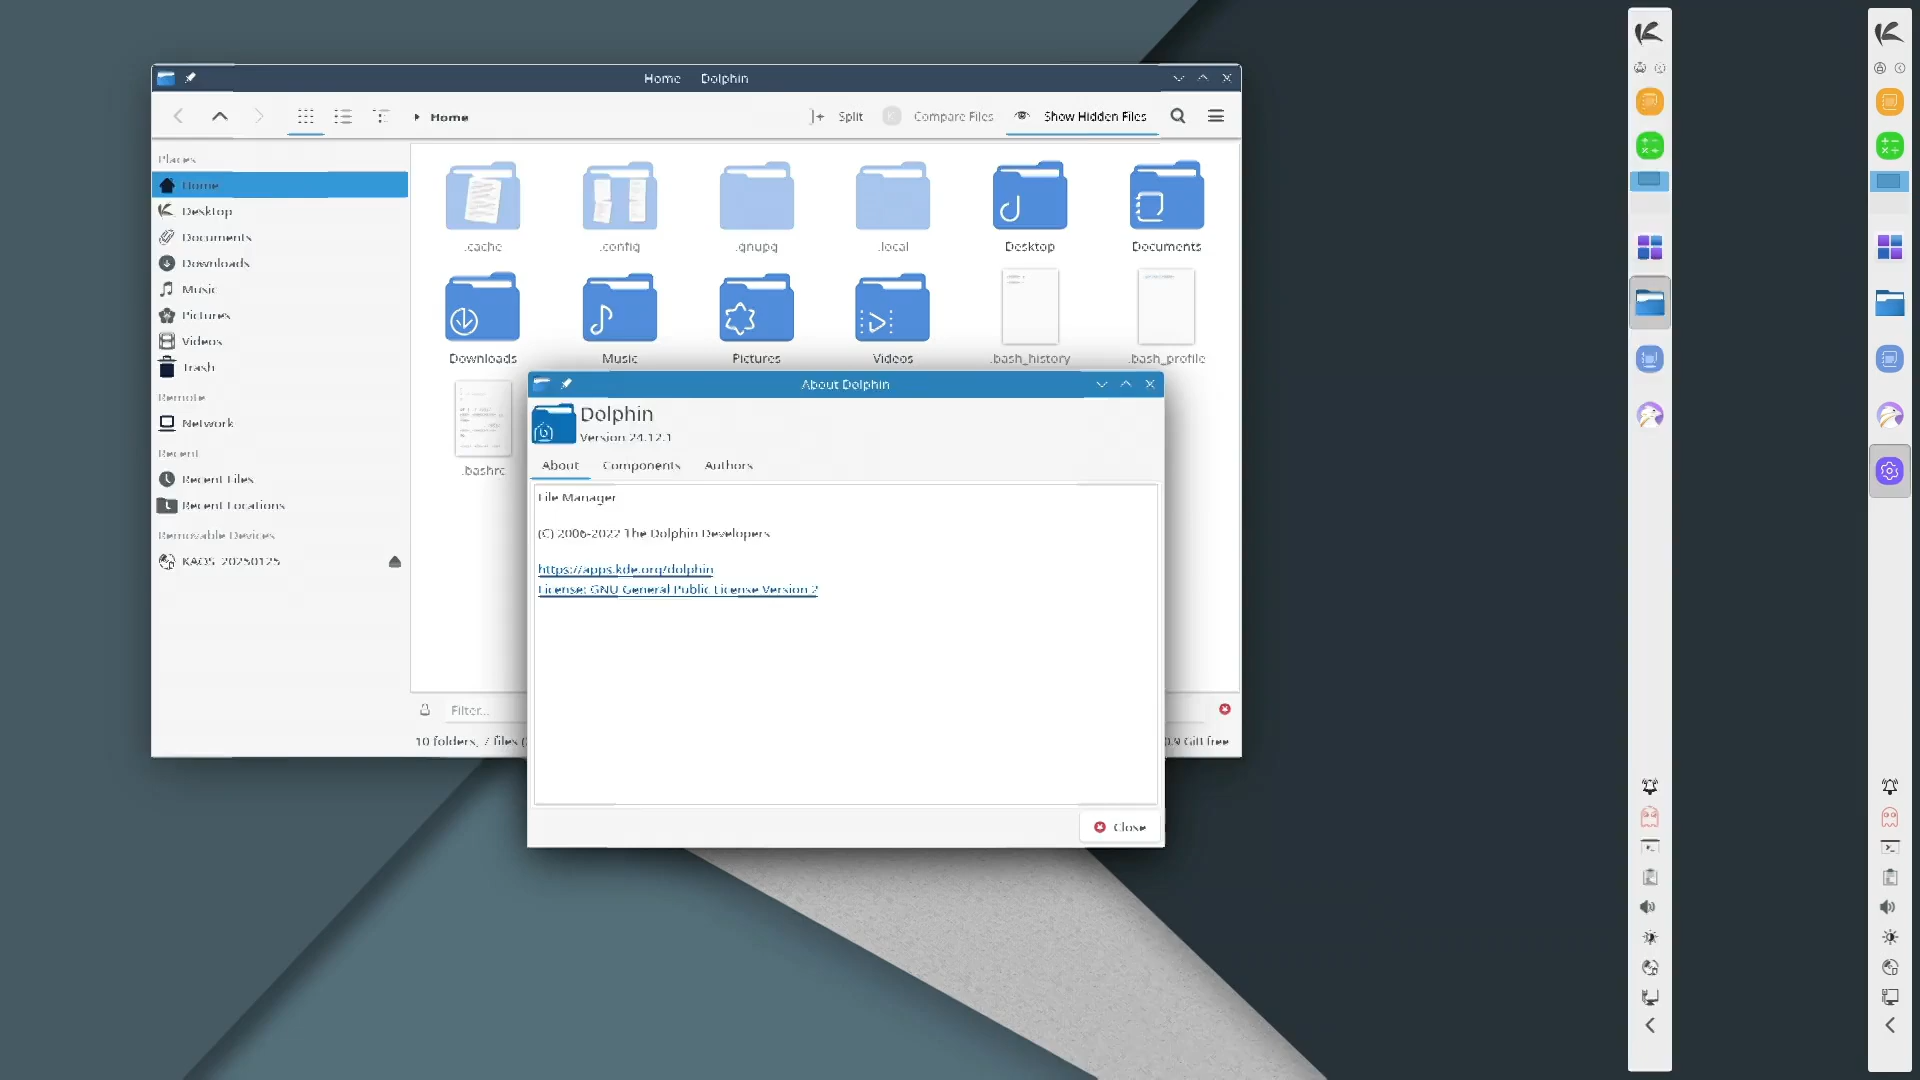 Home Dolphin
Home
Split
Compare Files
Show Hidden Files
Places
Home
Desktop
Documents
Downloads
Music
Pictures
Videos
Trash
Remote
Network
Recent
Recent Files
Recent Locations
Removable Devices
KAOS_20250125
.cache
.config
.gnupg
.local
Desktop
Documents
Downloads
Music
Pictures
Videos
.bash_history
.bash_profile
.bashrc
Filter...
10 folders, 7 files
GiB free
About Dolphin
Dolphin
Version 24.12.1
About
Components
Authors
File Manager
(C) 2006-2022 The Dolphin Developers
https://apps.kde.org/dolphin
License: GNU General Public License Version 2
Close